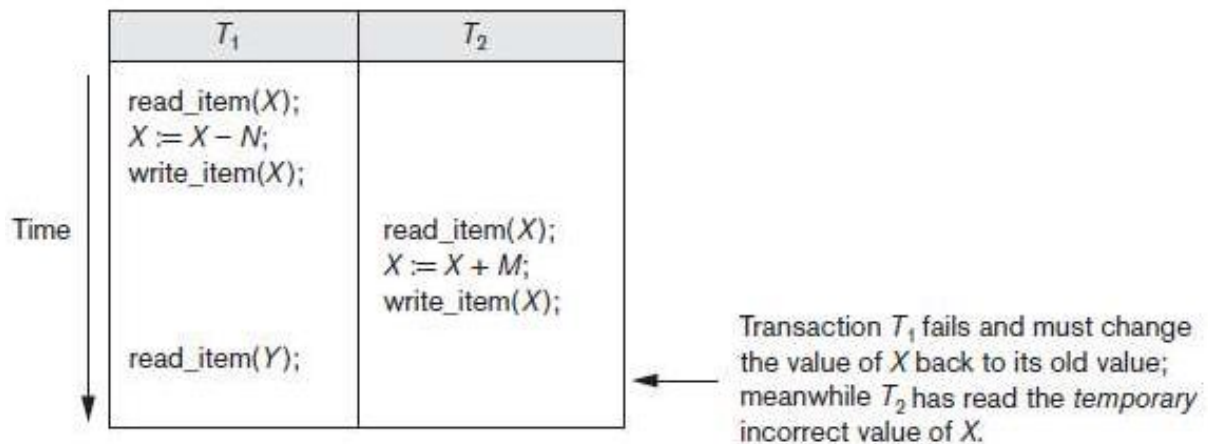 T₁
T₂
read_item(X);
X := X – N;
write_item(X);
Time
read_item(X);
X := X + M;
write_item(X);
read_item(Y);
Transaction T₁ fails and must change
the value of X back to its old value;
meanwhile T₂ has read the temporary
incorrect value of X.